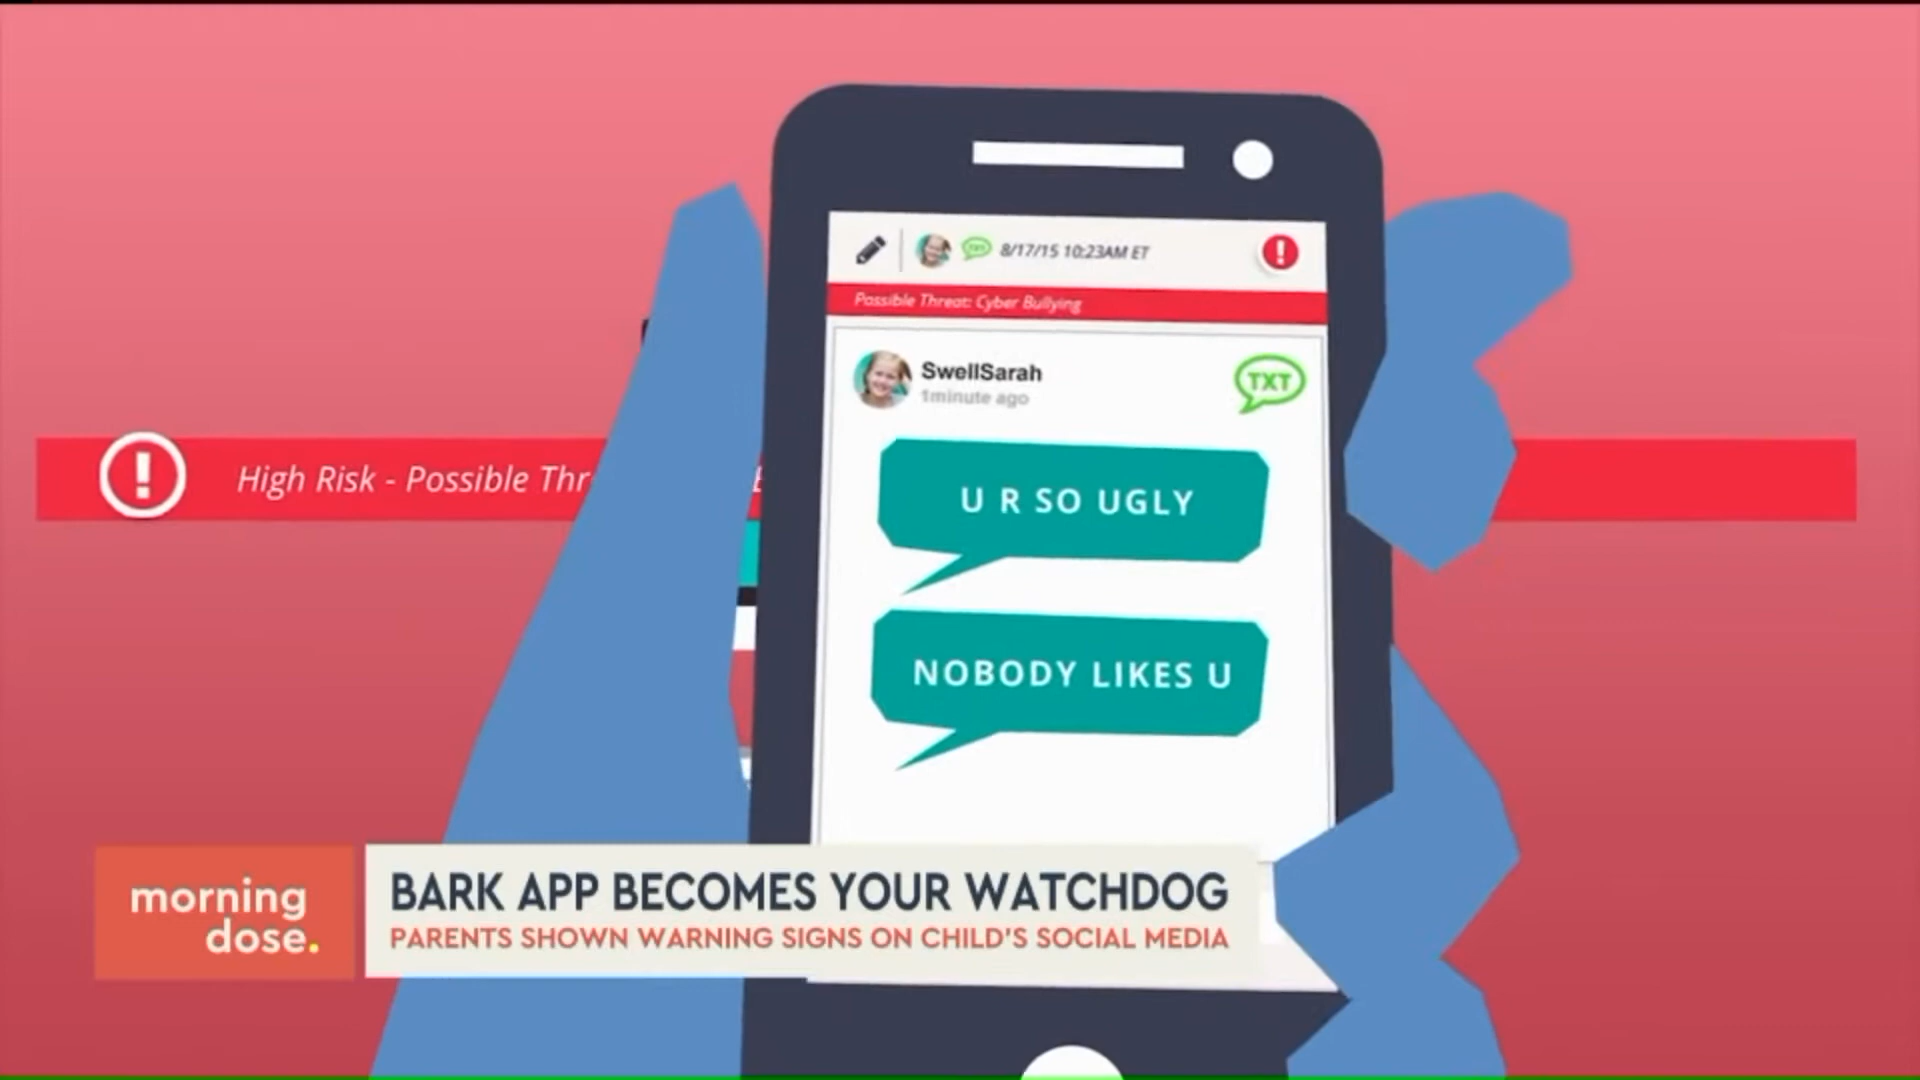 8/17/15 10:23AM ET
Possible Threat: Cyber Bullying
SwellSarah
1minute ago
TXT
High Risk - Possible
U R SO UGLY
NOBODY LIKES U
morning
dose.
BARK APP BECOMES YOUR WATCHDOG
PARENTS SHOWN WARNING SIGNS ON CHILD'S SOCIAL MEDIA